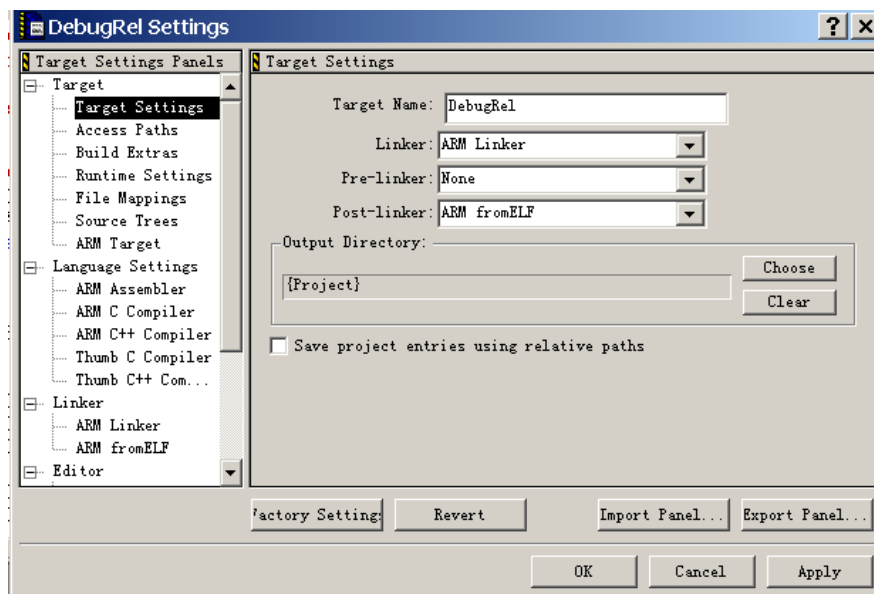 DebugRel Settings
Target Settings Panels
Target
Target Settings
Access Paths
Build Extras
Runtime Settings
File Mappings
Source Trees
ARM Target
Language Settings
ARM Assembler
ARM C Compiler
ARM C++ Compiler
Thumb C Compiler
Thumb C++ Com...
Linker
ARM Linker
ARM fromELF
Editor
Target Settings
Target Name: DebugRel
Linker: ARM Linker
Pre-linker: None
Post-linker: ARM fromELF
Output Directory:
{Project}
Choose
Clear
Save project entries using relative paths
Factory Settings Revert Import Panel... Export Panel...
OK Cancel Apply